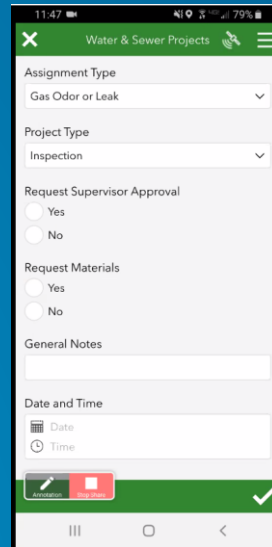 11:47
79%
Water & Sewer Projects
Assignment Type
Gas Odor or Leak
Project Type
Inspection
Request Supervisor Approval
Yes
No
Request Materials
Yes
No
General Notes
Date and Time
Date
Time
Annotation Stop Share